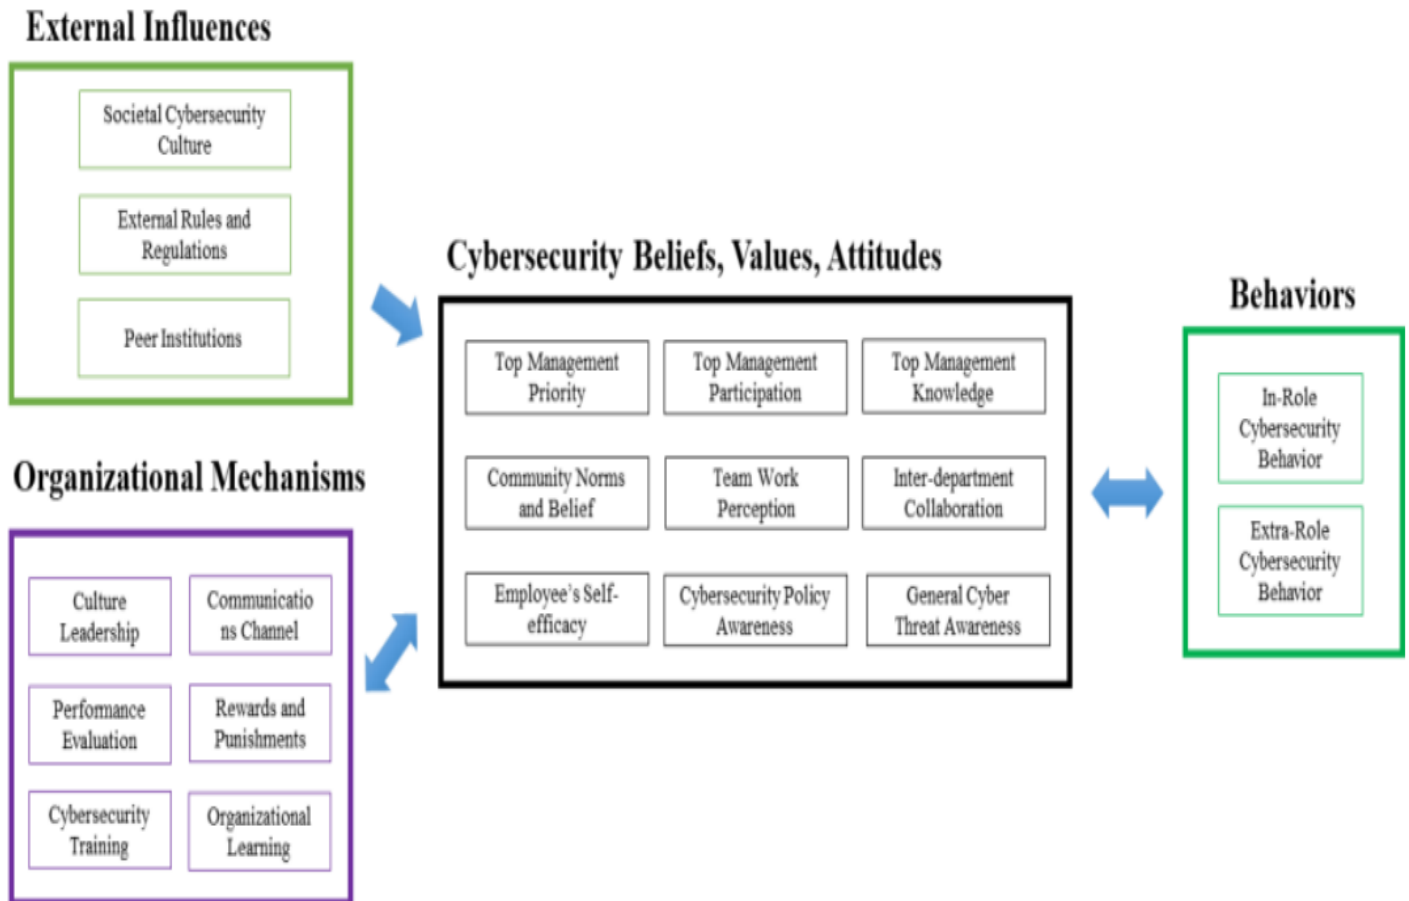 External Influences
Societal Cybersecurity
Culture
External Rules and
Regulations
Peer Institutions
Organizational Mechanisms
Culture
Leadership
Communicatio
ns Channel
Performance
Evaluation
Rewards and
Punishments
Cybersecurity
Training
Organizational
Learning
Cybersecurity Beliefs, Values, Attitudes
Top Management
Priority
Top Management
Participation
Top Management
Knowledge
Community Norms
and Belief
Team Work
Perception
Inter-department
Collaboration
Employee’s Self-
efficacy
Cybersecurity Policy
Awareness
General Cyber
Threat Awareness
Behaviors
In-Role
Cybersecurity
Behavior
Extra-Role
Cybersecurity
Behavior